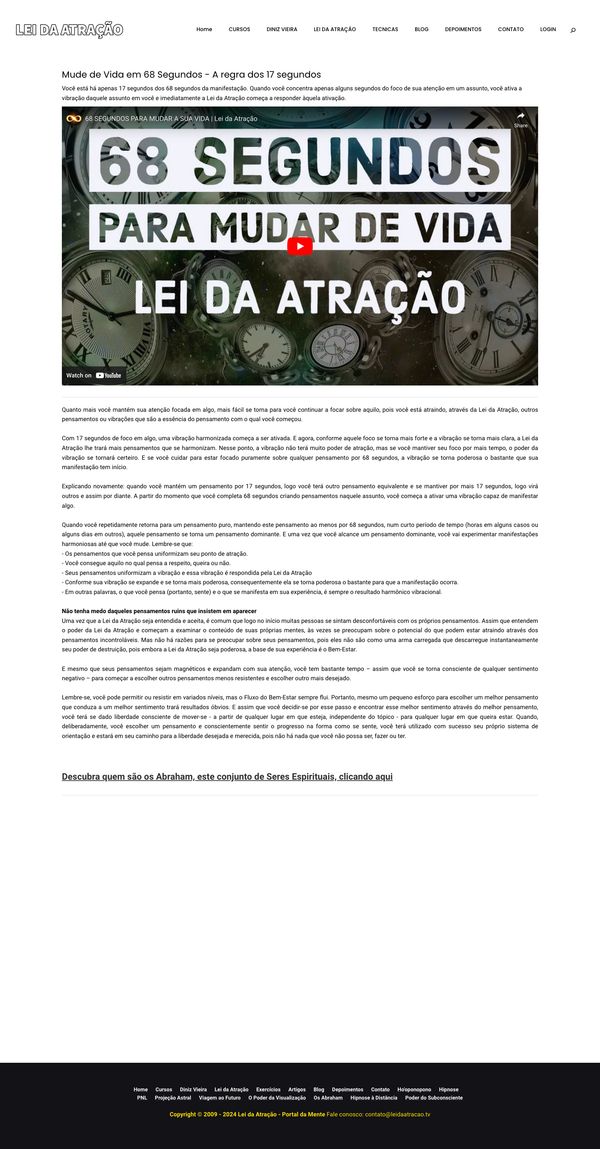 LEI DA ATRAÇÃO
Home CURSOS DINIZ VIEIRA LEI DA ATRAÇÃO TECNICAS BLOG DEPOIMENTOS CONTATO LOGIN
Mude de Vida em 68 Segundos - A regra dos 17 segundos
Você está há apenas 17 segundos dos 68 segundos da manifestação. Quando você concentra apenas alguns segundos do foco de sua atenção em um assunto, você ativa a
vibração daquele assunto em você e imediatamente a Lei da Atração começa a responder àquela ativação.
68 SEGUNDOS PARA MUDAR A SUA VIDA | Lei da Atração
Share
68 SEGUNDOS
PARA MUDAR DE VIDA
LEI DA ATRAÇÃO
ROTARY
Watch on YouTube
Quanto mais você mantém sua atenção focada em algo, mais fácil se torna para você continuar a focar sobre aquilo, pois você está atraindo, através da Lei da Atração, outros
pensamentos ou vibrações que são a essência do pensamento com o qual você começou.
Com 17 segundos de foco em algo, uma vibração harmonizada começa a ser ativada. E agora, conforme aquele foco se torna mais forte e a vibração se torna mais clara, a Lei da
Atração lhe trará mais pensamentos que se harmonizam. Nesse ponto, a vibração não terá muito poder de atração, mas se você mantiver seu foco por mais tempo, o poder da
vibração se tornará certeiro. E se você cuidar para estar focado puramente sobre qualquer pensamento por 68 segundos, a vibração se torna poderosa o bastante que sua
manifestação tem início.
Explicando novamente: quando você mantém um pensamento por 17 segundos, logo você terá outro pensamento equivalente e se mantiver por mais 17 segundos, logo virá
outros e assim por diante. A partir do momento que você completa 68 segundos criando pensamentos naquele assunto, você começa a ativar uma vibração capaz de manifestar
algo.
Quando você repetidamente retorna para um pensamento puro, mantendo este pensamento ao menos por 68 segundos, num curto período de tempo (horas em alguns casos ou
alguns dias em outros), aquele pensamento se torna um pensamento dominante. E uma vez que você alcance um pensamento dominante, você vai experimentar manifestações
harmoniosas até que você mude. Lembre-se que:
- Os pensamentos que você pensa uniformizam seu ponto de atração.
- Você consegue aquilo no qual pensa a respeito, queira ou não.
- Seus pensamentos uniformizam a vibração e essa vibração é respondida pela Lei da Atração
- Conforme sua vibração se expande e se torna mais poderosa, consequentemente ela se torna poderosa o bastante para que a manifestação ocorra.
- Em outras palavras, o que você pensa (portanto, sente) e o que se manifesta em sua experiência, é sempre o resultado harmônico vibracional.
Não tenha medo daqueles pensamentos ruins que insistem em aparecer
Uma vez que a Lei da Atração seja entendida e aceita, é comum que logo no início muitas pessoas se sintam desconfortáveis com os próprios pensamentos. Assim que entendem
o poder da Lei da Atração e começam a examinar o conteúdo de suas próprias mentes, às vezes se preocupam sobre o potencial do que podem estar atraindo através dos
pensamentos incontroláveis. Mas não há razões para se preocupar sobre seus pensamentos, pois eles não são como uma arma carregada que descarregue instantaneamente
seu poder de destruição, pois embora a Lei da Atração seja poderosa, a base de sua experiência é o Bem-Estar.
E mesmo que seus pensamentos sejam magnéticos e expandam com sua atenção, você tem bastante tempo – assim que você se torna consciente de qualquer sentimento
negativo – para começar a escolher outros pensamentos menos resistentes e escolher outro mais desejado.
Lembre-se, você pode permitir ou resistir em variados níveis, mas o Fluxo do Bem-Estar sempre flui. Portanto, mesmo um pequeno esforço para escolher um melhor pensamento
que conduza a um melhor sentimento trará resultados óbvios. E assim você decidir-se por esse passo e encontrar esse melhor sentimento através do melhor pensamento,
você terá se dado liberdade consciente de mover-se - a partir de qualquer lugar em que esteja, independente do tópico - para qualquer lugar em que queira estar. Quando,
deliberadamente, você escolher um pensamento e conscientemente sentir o progresso na forma como se sente, você terá utilizado com sucesso seu próprio sistema de
orientação e estará em seu caminho para a liberdade desejada e merecida, pois não há nada que você não possa ser, fazer ou ter.
Descubra quem são os Abraham, este conjunto de Seres Espirituais, clicando aqui
Home Cursos Diniz Vieira Lei da Atração Exercícios Artigos Blog Depoimentos Contato Ho'oponopono Hipnose
PNL Projeção Astral Viagem ao Futuro O Poder da Visualização Os Abraham Hipnose à Distância Poder do Subconsciente
Copyright © 2009 - 2024 Lei da Atração - Portal da Mente Fale conosco: contato@leidaatracao.tv